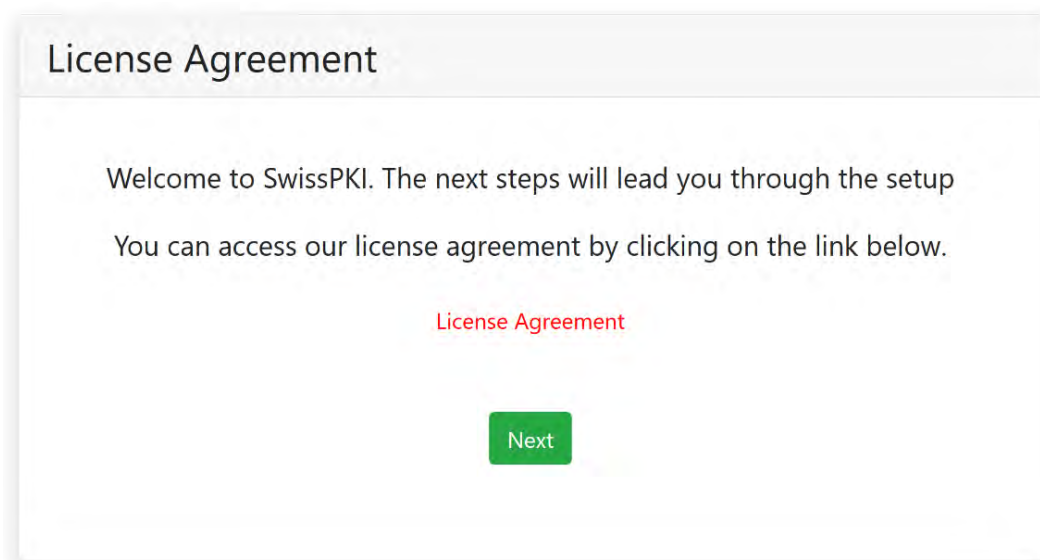 License Agreement
Welcome to SwissPKI. The next steps will lead you through the setup
You can access our license agreement by clicking on the link below.
License Agreement
Next